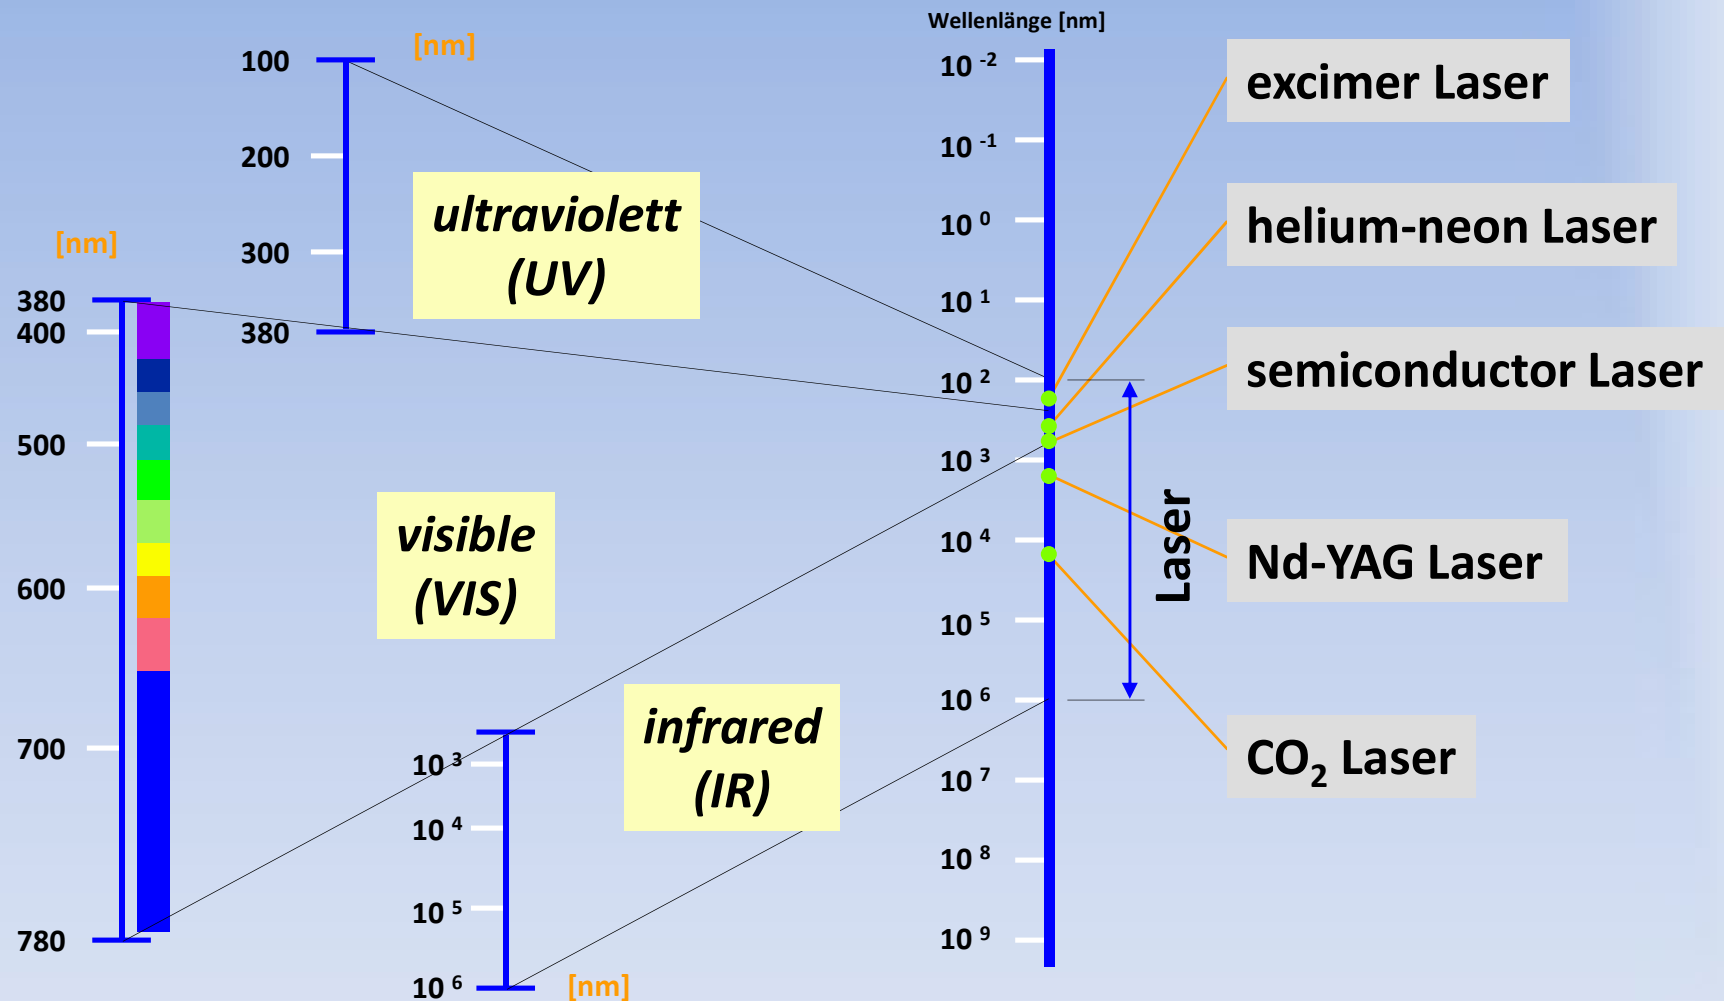 Wellenlänge [nm]
[nm]
100
200
300
380
ultraviolett
(UV)
[nm]
380
400
500
600
700
780
visible
(VIS)
10 3
10 4
10 5
10 6
[nm]
infrared
(IR)
10 -2
10 -1
10 0
10 1
10 2
10 3
10 4
10 5
10 6
10 7
10 8
10 9
Laser
excimer Laser
helium-neon Laser
semiconductor Laser
Nd-YAG Laser
CO2 Laser